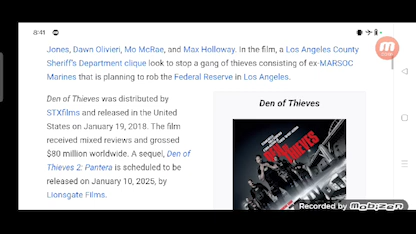 8:41
Jones, Dawn Olivieri, Mo McRae, and Max Holloway. In the film, a Los Angeles County
Sheriff's Department clique look to stop a gang of thieves consisting of ex-MARSOC
Marines that is planning to rob the Federal Reserve in Los Angeles.
Den of Thieves was distributed by
STXfilms and released in the United
States on January 19, 2018. The film
received mixed reviews and grossed
$80 million worldwide. A sequel, Den of
Thieves 2: Pantera is scheduled to be
released on January 10, 2025, by
Lionsgate Films.
Den of Thieves
DEN OF
THIEVES
Recorded by mobizen